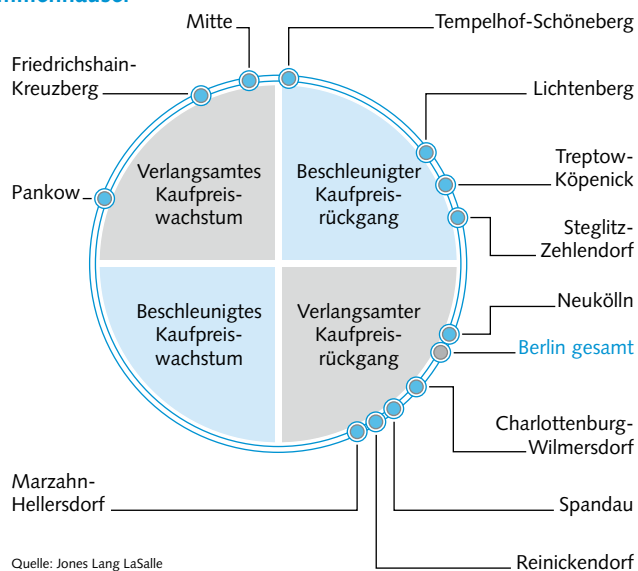 Mitte
Tempelhof-Schöneberg
Friedrichshain-
Kreuzberg
Lichtenberg
Treptow-
Köpenick
Pankow
Steglitz-
Zehlendorf
Verlangsamtes
Kaufpreis-
wachstum
Beschleunigter
Kaufpreis-
rückgang
Beschleunigtes
Kaufpreis-
wachstum
Verlangsamter
Kaufpreis-
rückgang
Neukölln
Berlin gesamt
Charlottenburg-
Wilmersdorf
Marzahn-
Hellersdorf
Spandau
Reinickendorf
Quelle: Jones Lang LaSalle